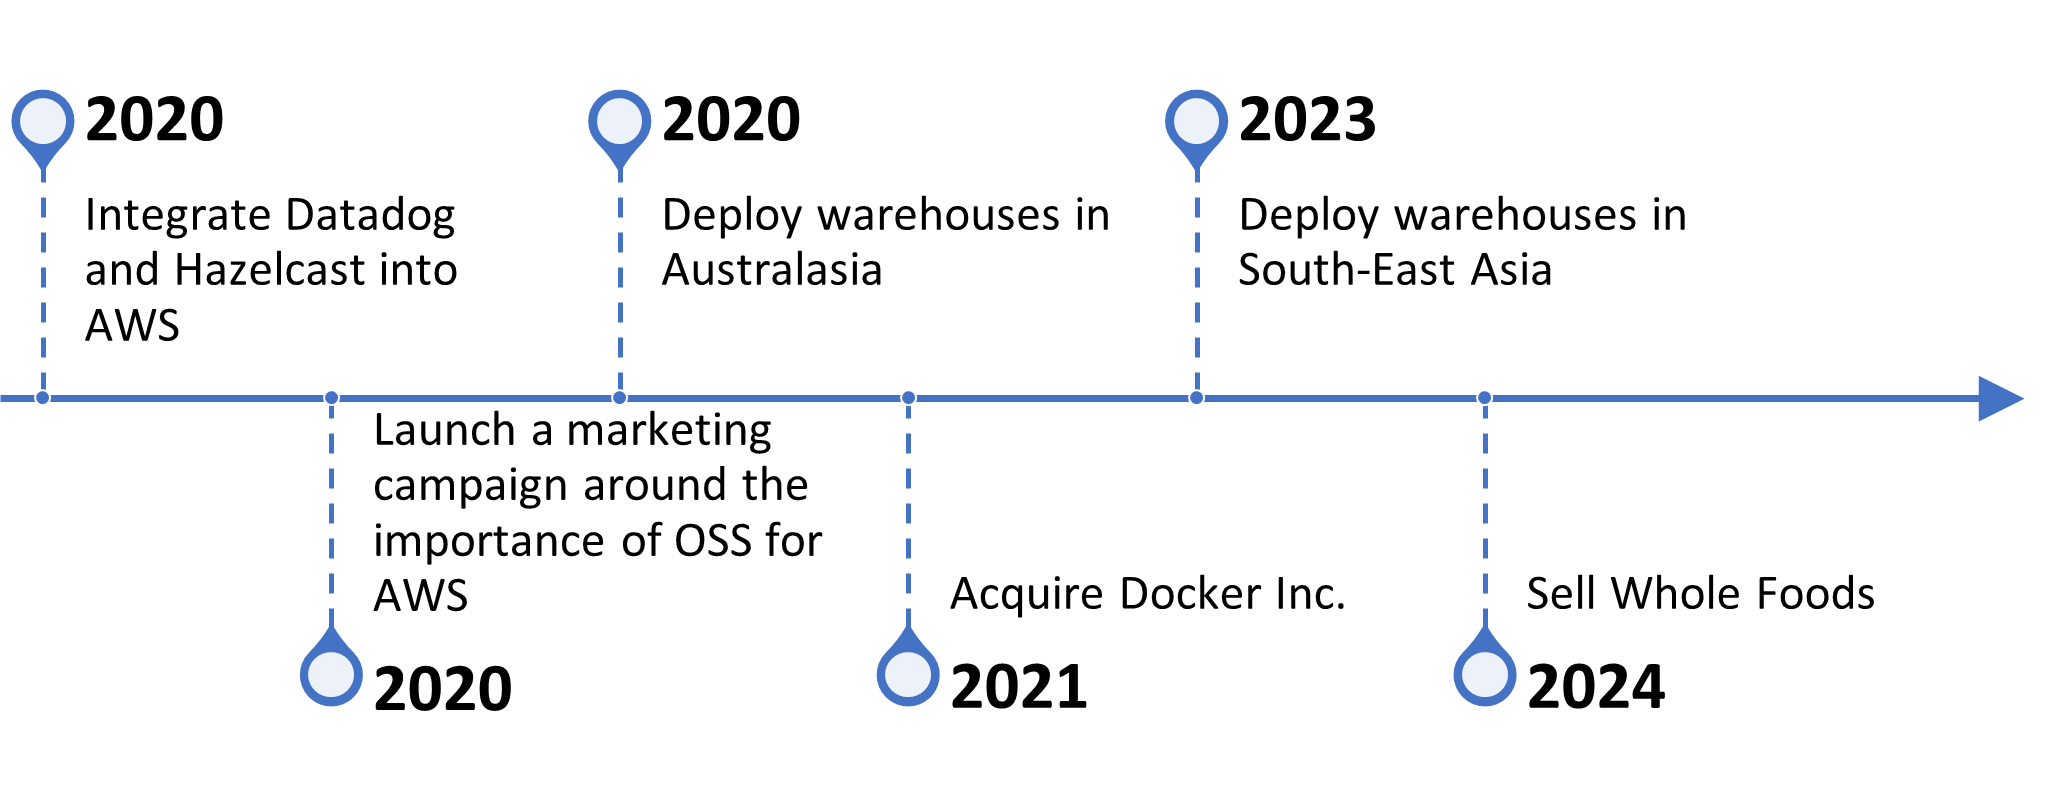 2020
Integrate Datadog
and Hazelcast into
AWS
2020
Deploy warehouses in
Australasia
2023
Deploy warehouses in
South-East Asia
Launch a marketing
campaign around the
importance of OSS for
AWS
2020
Acquire Docker Inc.
2021
Sell Whole Foods
2024